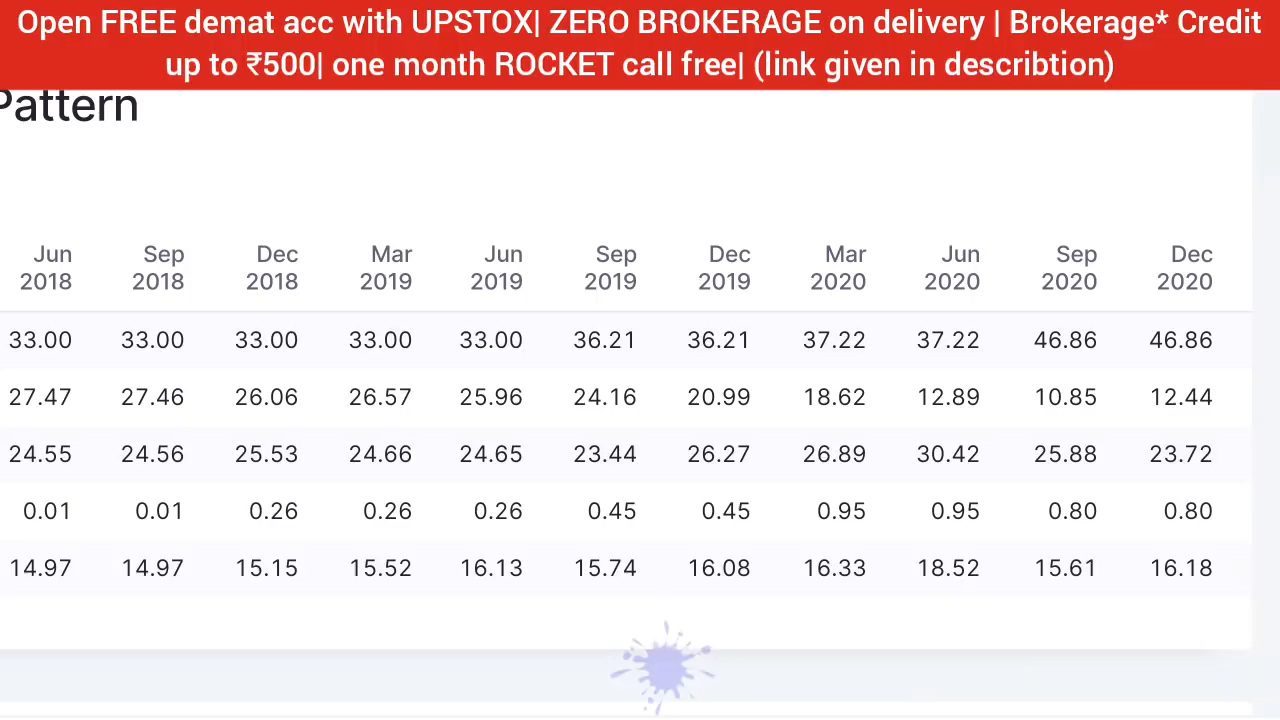 Open FREE demat acc with UPSTOX| ZERO BROKERAGE on delivery | Brokerage* Credit
up to ₹500| one month ROCKET call free| (link given in describtion)
Pattern
Jun 2018 Sep 2018 Dec 2018 Mar 2019 Jun 2019 Sep 2019 Dec 2019 Mar 2020 Jun 2020 Sep 2020 Dec 2020
33.00 33.00 33.00 33.00 33.00 36.21 36.21 37.22 37.22 46.86 46.86
27.47 27.46 26.06 26.57 25.96 24.16 20.99 18.62 12.89 10.85 12.44
24.55 24.56 25.53 24.66 24.65 23.44 26.27 26.89 30.42 25.88 23.72
0.01 0.01 0.26 0.26 0.26 0.45 0.45 0.95 0.95 0.80 0.80
14.97 14.97 15.15 15.52 16.13 15.74 16.08 16.33 18.52 15.61 16.18